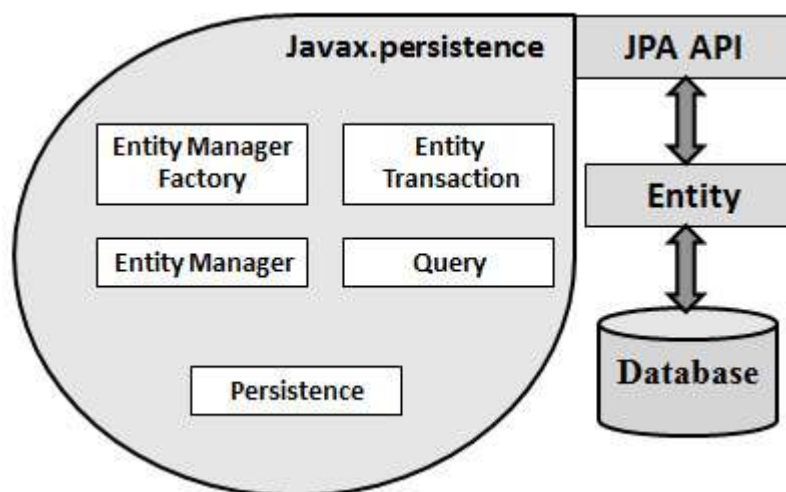 Javax.persistence
JPA API
Entity Manager
Factory
Entity
Transaction
Entity
Entity Manager
Query
Database
Persistence